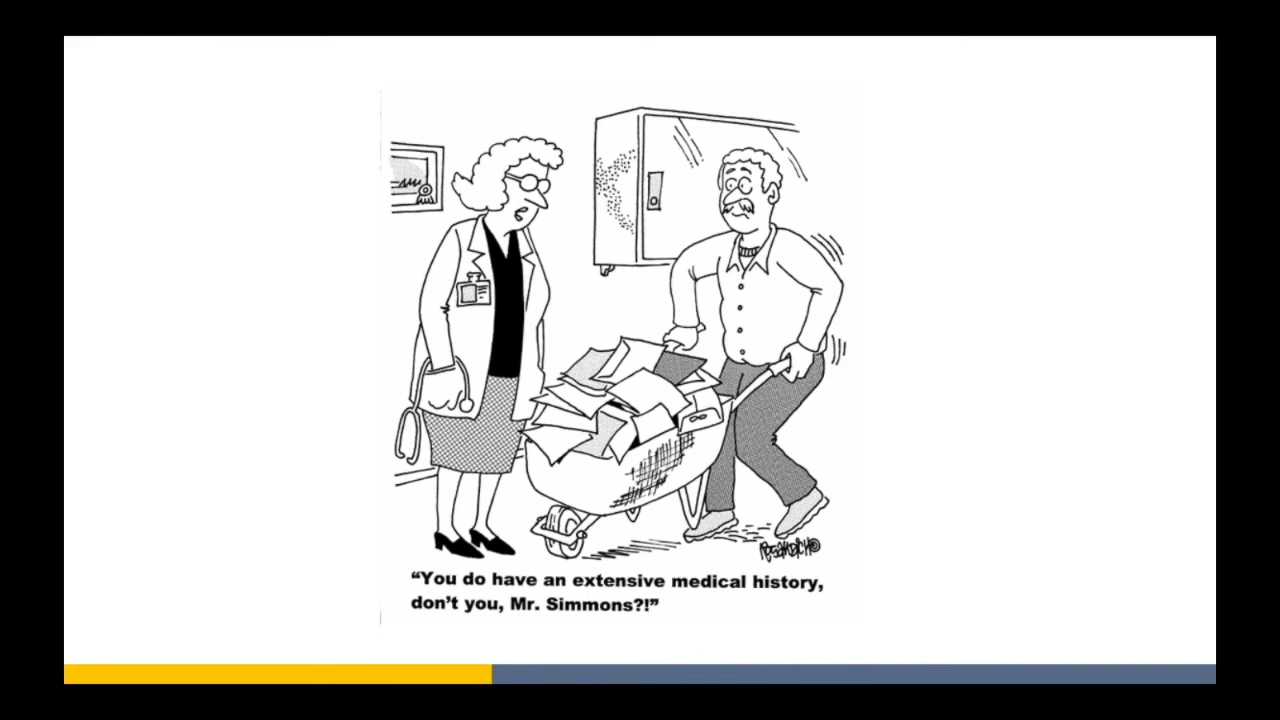 “You do have an extensive medical history,
don’t you, Mr. Simmons?!”